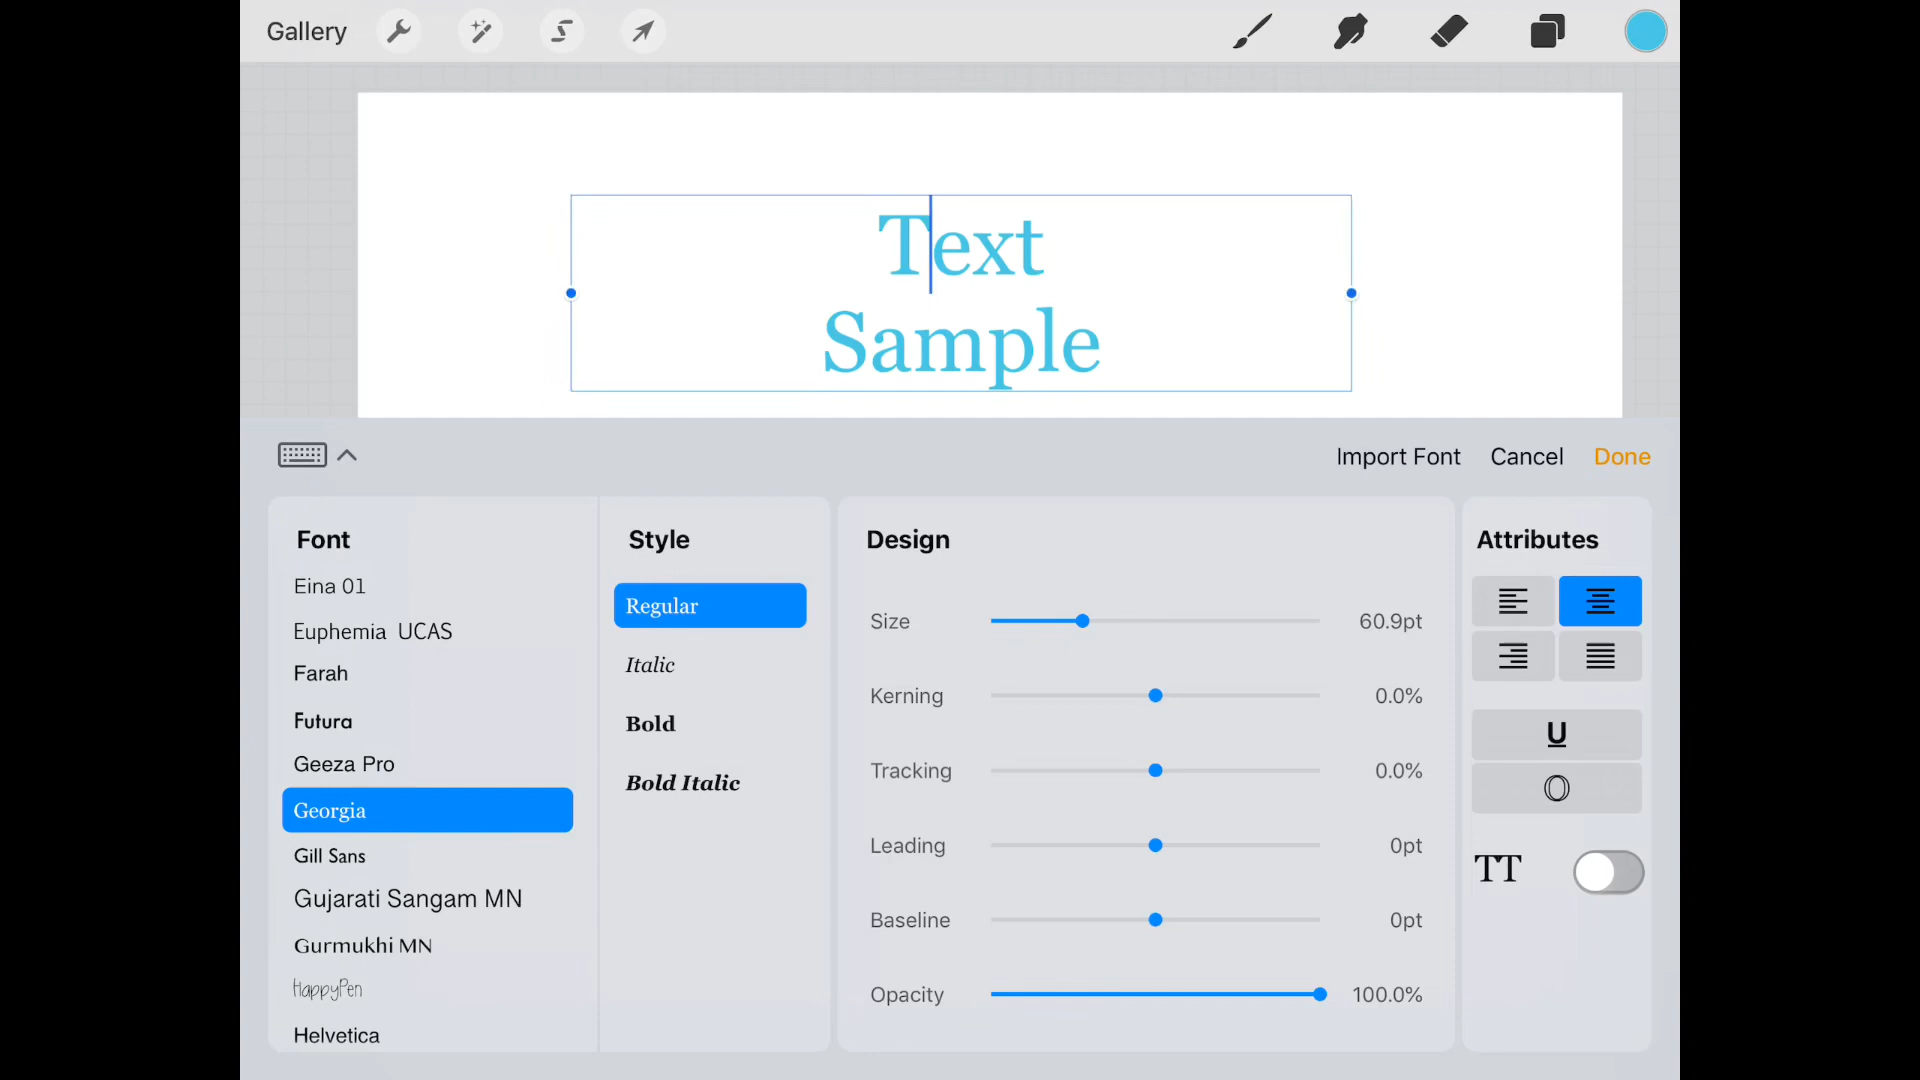 Gallery
Text
Sample
Import Font
Cancel
Done
Font
Eina 01
Euphemia UCAS
Farah
Futura
Geeza Pro
Georgia
Gill Sans
Gujarati Sangam MN
Gurmukhi MN
HappyPen
Helvetica
Style
Regular
Italic
Bold
Bold Italic
Design
Size 60.9pt
Kerning 0.0%
Tracking 0.0%
Leading 0pt
Baseline 0pt
Opacity 100.0%
Attributes
U
O
TT